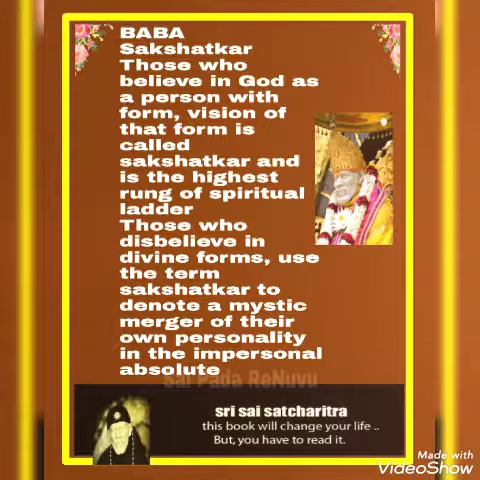 BABA
Sakshatkar
Those who
believe in God as
a person with
form, vision of
that form is
called
sakshatkar and
is the highest
rung of spiritual
ladder
Those who
disbelieve in
divine forms, use
the term
sakshatkar to
denote a mystic
merger of their
own personality
in the impersonal
absolute
Sai Pada ReNuvu
sri sai satcharitra
this book will change your life ..
But, you have to read it.
Made with
VideoShow